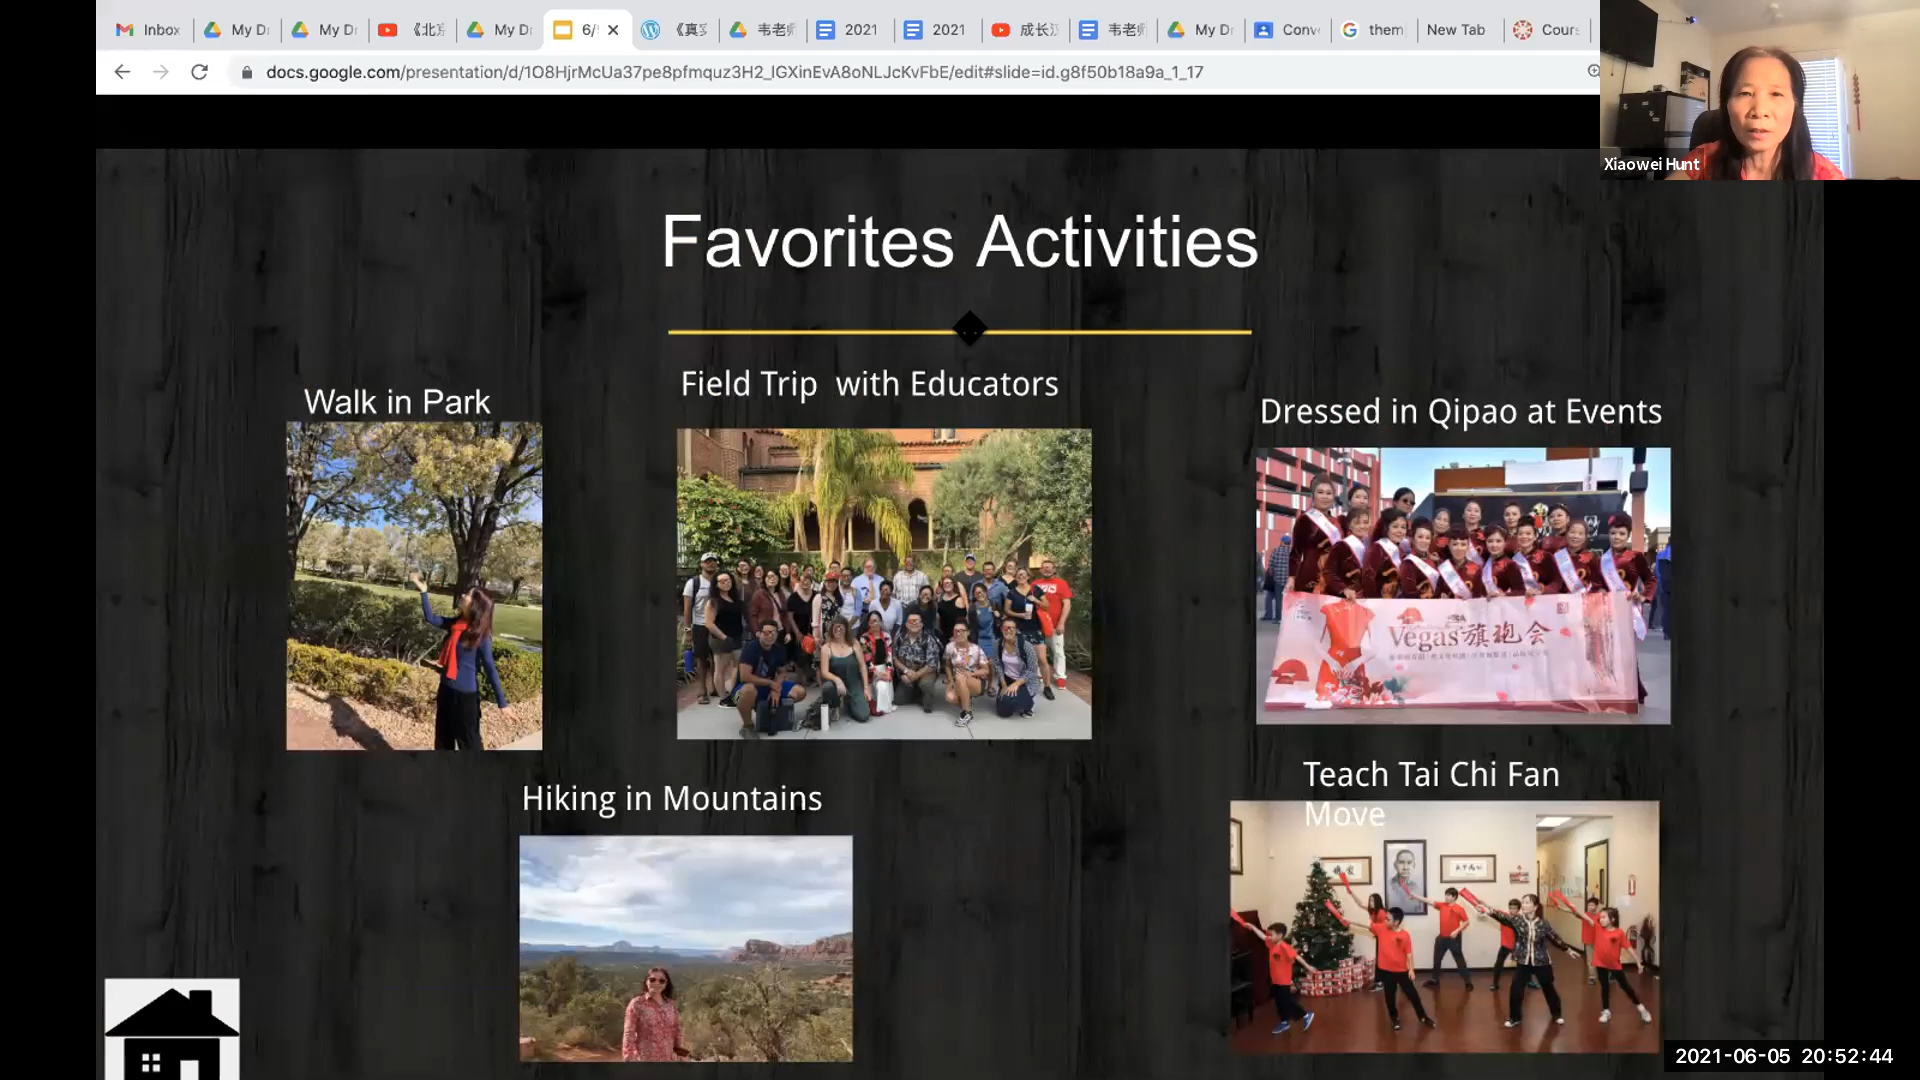 Inbox
My Dr
My Dr
《北京
My Dr
6/
《真实
韦老师
2021
2021
成长汉
韦老师
My Dr
Conv
them
New Tab
Cours
docs.google.com/presentation/d/1O8HjrMcUa37pe8pfmquz3H2_lGXinEvA8oNLJcKvFbE/edit#slide=id.g8f50b18a9a_1_17
Xiaowei Hunt
Favorites Activities
Walk in Park
Field Trip with Educators
Dressed in Qipao at Events
Vegas旗袍会
Hiking in Mountains
Teach Tai Chi Fan
Move
2021-06-05 20:52:44